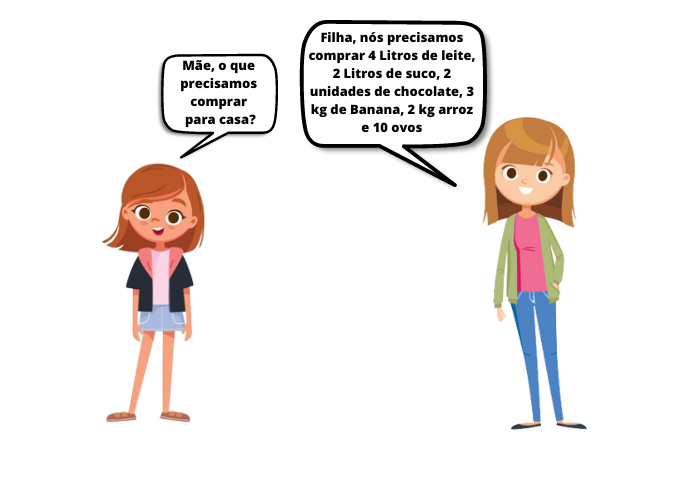 Mãe, o que
precisamos
comprar
para casa?
Filha, nós precisamos
comprar 4 Litros de leite,
2 Litros de suco, 2
unidades de chocolate, 3
kg de Banana, 2 kg arroz
e 10 ovos